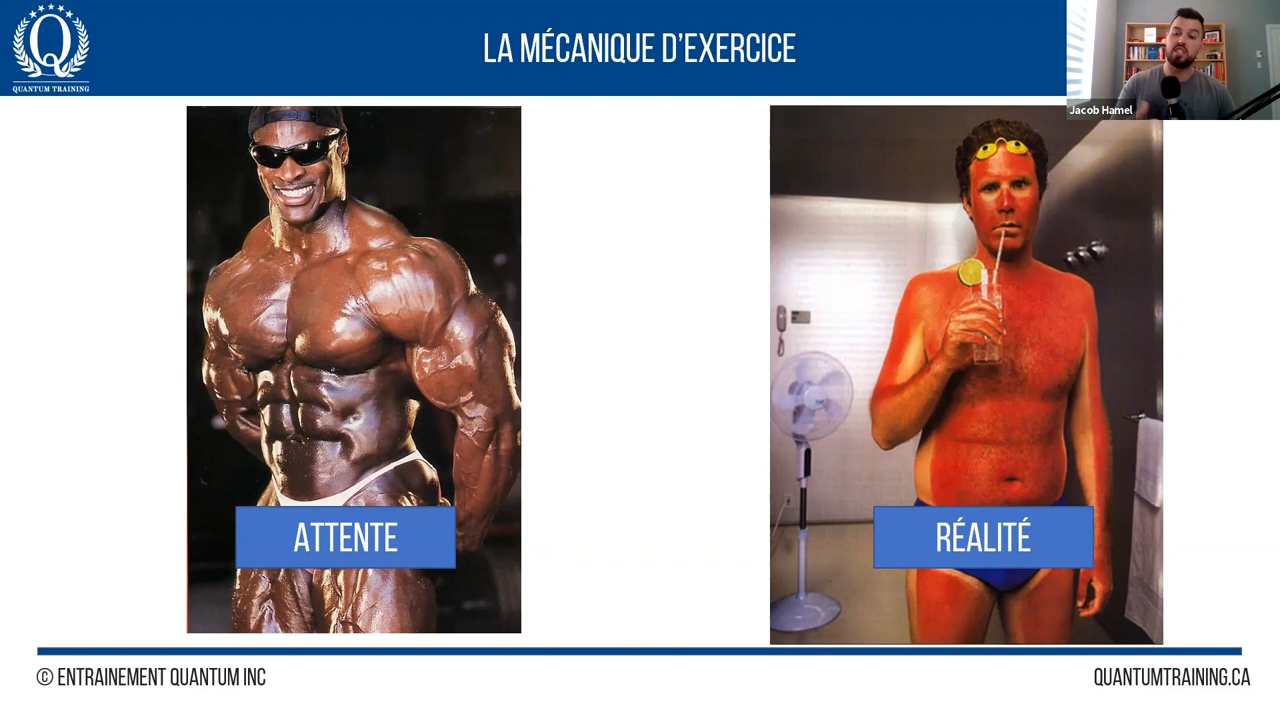 LA MÉCANIQUE D'EXERCICE
QUANTUM TRAINING
Jacob Hamel
ATTENTE
RÉALITÉ
© ENTRAINEMENT QUANTUM INC
QUANTUMTRAINING.CA